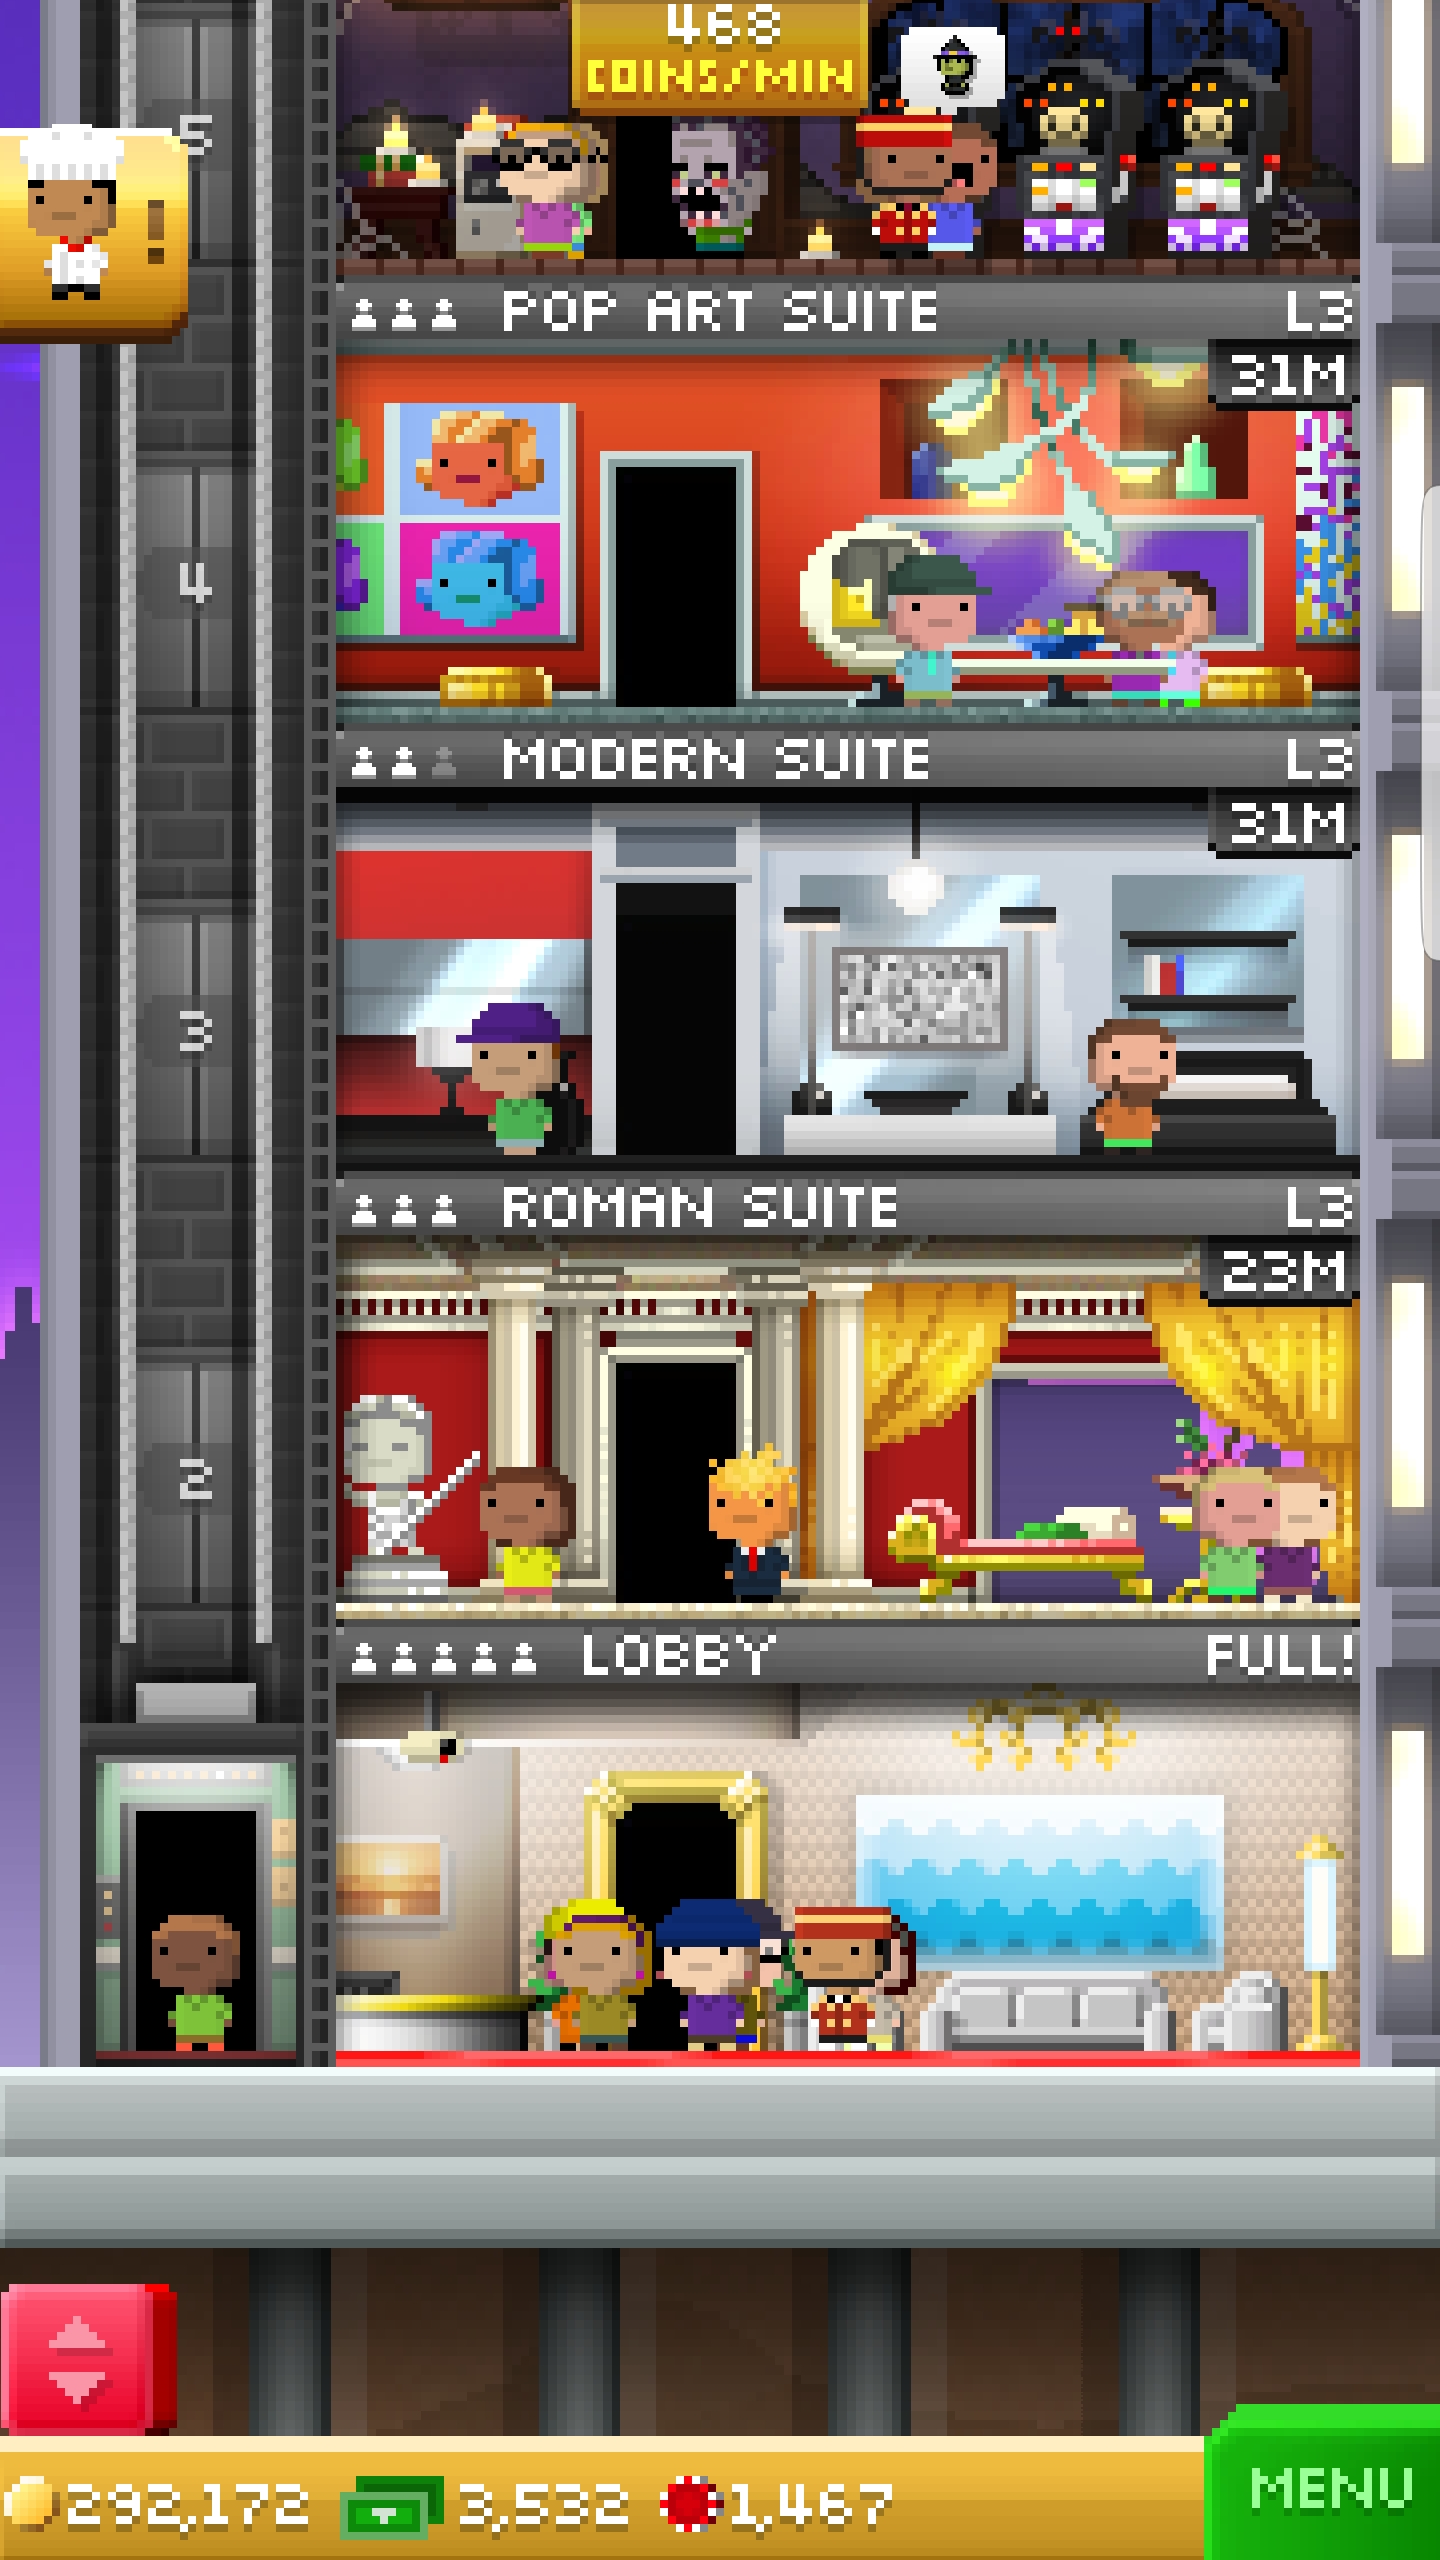 468
COINS/MIN
5
!
POP ART SUITE L3
31M
4
MODERN SUITE L3
31M
3
ROMAN SUITE L3
23M
2
LOBBY FULL!
292,172 3,532 1,467
MENU